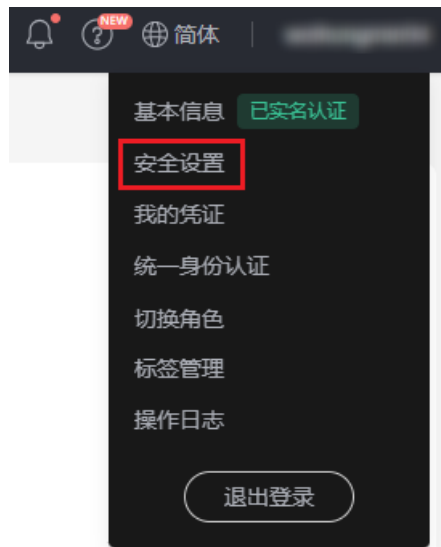 NEW
简体
基本信息 已实名认证
安全设置
我的凭证
统一身份认证
切换角色
标签管理
操作日志
退出登录